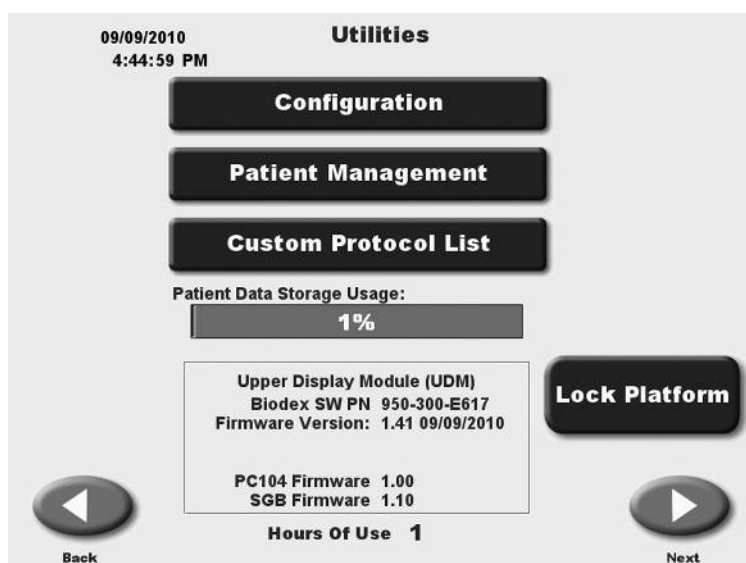 09/09/2010
4:44:59 PM
Utilities
Configuration
Patient Management
Custom Protocol List
Patient Data Storage Usage:
1%
Upper Display Module (UDM)
Biodex SW PN 950-300-E617
Firmware Version: 1.41 09/09/2010
PC104 Firmware 1.00
SGB Firmware 1.10
Lock Platform
Hours Of Use 1
Back
Next